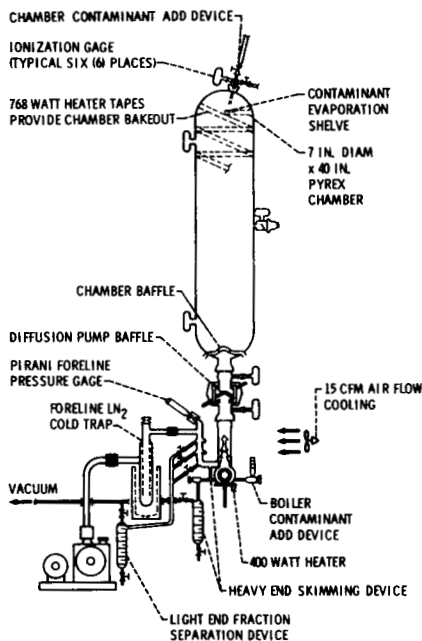 CHAMBER CONTAMINANT ADD DEVICE
IONIZATION GAGE
(TYPICAL SIX (6) PLACES)
768 WATT HEATER TAPES
PROVIDE CHAMBER BAKEOUT
CONTAMINANT
EVAPORATION
SHELVE
7 IN. DIAM
x 40 IN.
PYREX
CHAMBER
CHAMBER BAFFLE
DIFFUSION PUMP BAFFLE
PIRANI FORELINE
PRESSURE GAGE
15 CFM AIR FLOW
COOLING
FORELINE LN2
COLD TRAP
VACUUM
BOILER
CONTAMINANT
ADD DEVICE
400 WATT HEATER
HEAVY END SKIMMING DEVICE
LIGHT END FRACTION
SEPARATION DEVICE